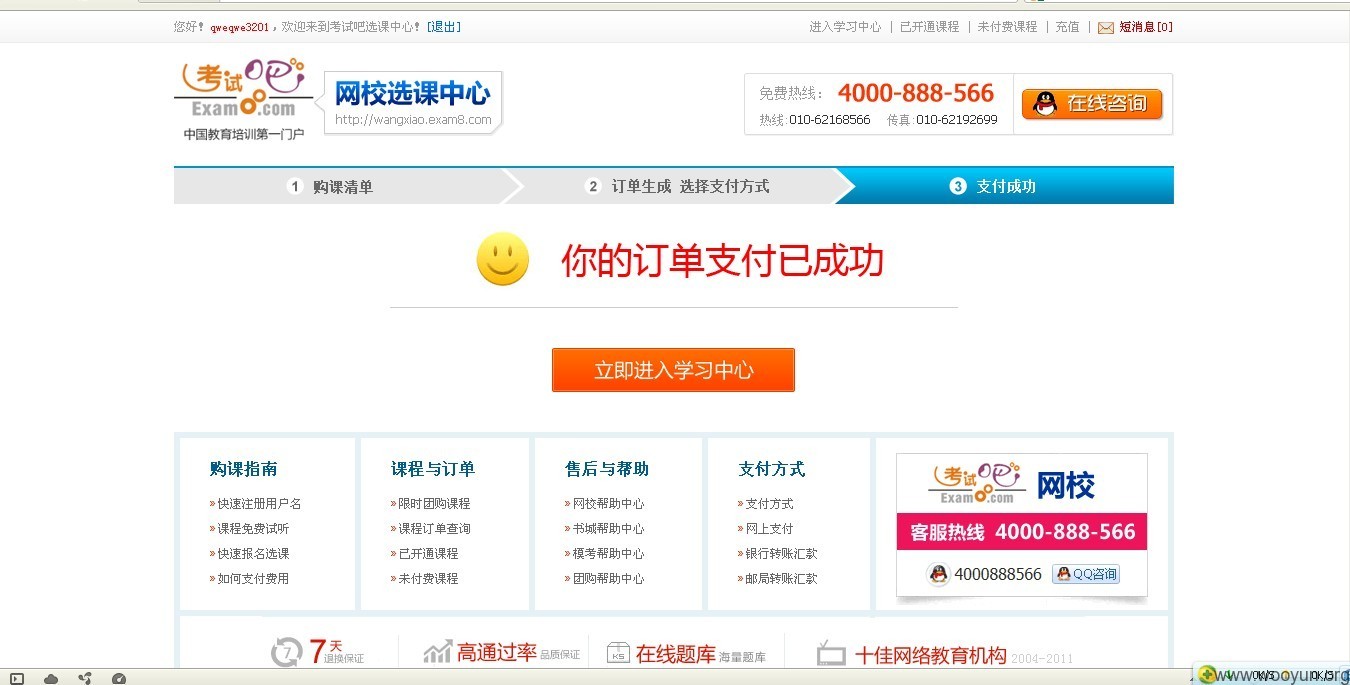 您好！qweqwe3201，欢迎来到考试吧选课中心！[退出] 进入学习中心 | 已开通课程 | 未付费课程 | 充值 | 短消息[0]
考试吧
Exam8.com
中国教育培训第一门户
网校选课中心
http://wangxiao.exam8.com
免费热线： 4000-888-566
热线:010-62168566 传真:010-62192699
在线咨询
1 购课清单 2 订单生成 选择支付方式 3 支付成功
你的订单支付已成功
立即进入学习中心
购课指南
»快速注册用户名
»课程免费试听
»快速报名选课
»如何支付费用
课程与订单
»限时团购课程
»课程订单查询
»已开通课程
»未付费课程
售后与帮助
»网校帮助中心
»书城帮助中心
»模考帮助中心
»团购帮助中心
支付方式
»支付方式
»网上支付
»银行转账汇款
»邮局转账汇款
考试吧 网校
Exam8.com
客服热线 4000-888-566
4000888566 QQ咨询
7 7天 退换保证
高通过率 品质保证
KS 在线题库 海量题库
十佳网络教育机构 2004-2011
www.wooyun.org